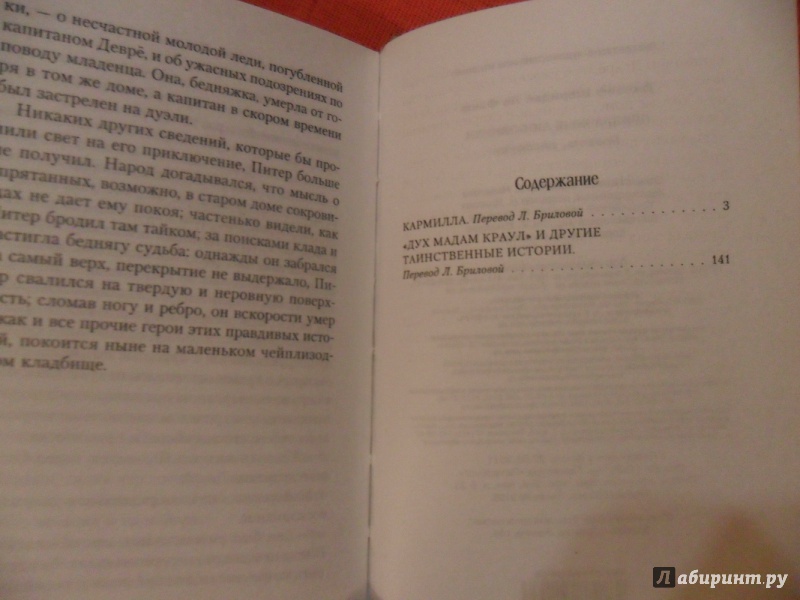 ки, — о несчастной молодой леди, погубленной
капитаном Деврё, и об ужасных подозрениях по
поводу младенца. Она, бедняжка, умерла от го-
ря в том же доме, а капитан в скором времени
был застрелен на дуэли.
Никаких других сведений, которые бы про-
лили свет на его приключение, Питер больше
не получил. Народ догадывался, что мысль о
спрятанных, возможно, в старом доме сокрови-
щах не дает ему покоя; частенько видели, как
Питер бродил там тайком; за поисками клада и
настигла беднягу судьба: однажды он забрался
в самый верх, перекрытие не выдержало, Пи-
р свалился на твердую и неровную поверх-
ость; сломав ногу и ребро, он вскорости умер
как и все прочие герои этих правдивых исто-
й, покоится ныне на маленьком чейплизод-
ом кладбище.
Содержание
КАРМИЛЛА. Перевод Л. Бриловой . . . . . . . . . . . . . . . 3
«ДУХ МАДАМ КРАУЛ» И ДРУГИЕ
ТАИНСТВЕННЫЕ ИСТОРИИ.
Перевод Л. Бриловой . . . . . . . . . . . . . . . . . . . . . . 141
Лабиринт.ру